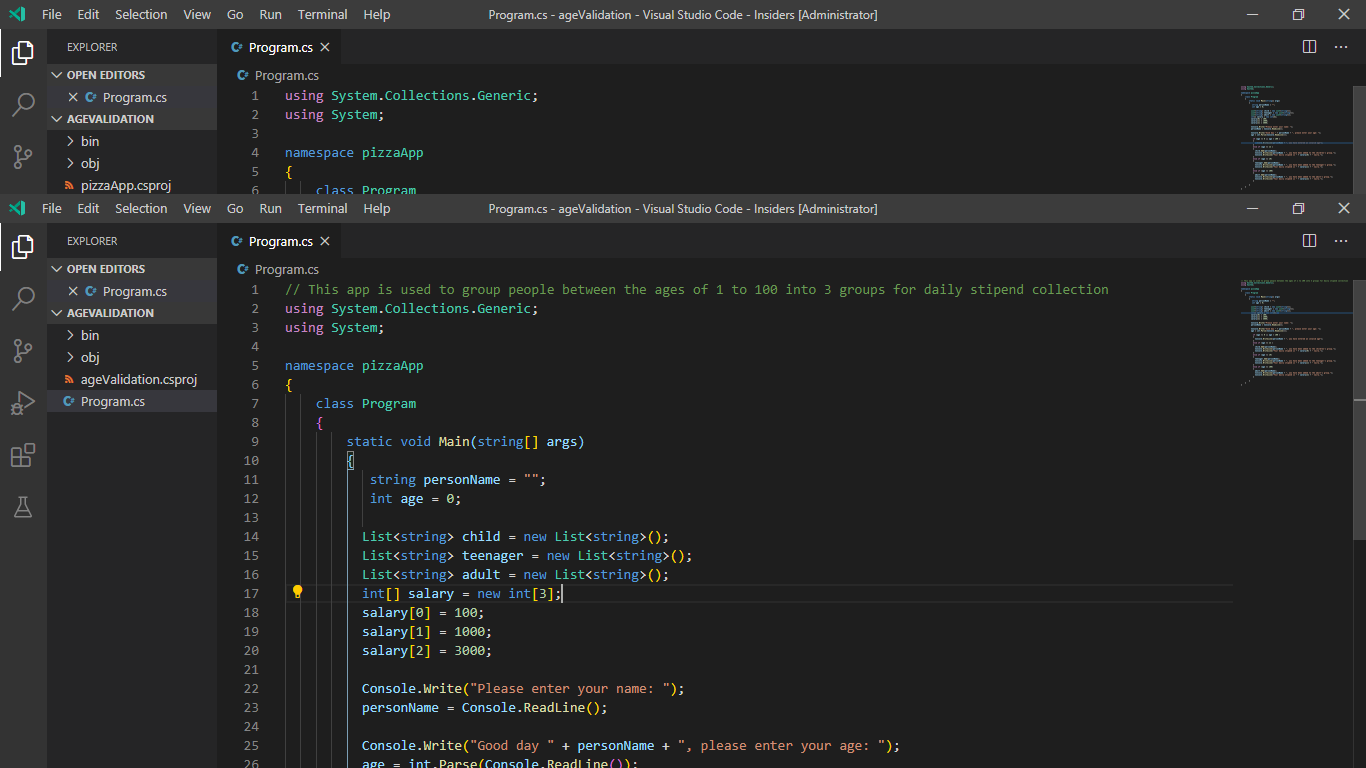 File Edit Selection View Go Run Terminal Help Program.cs - ageValidation - Visual Studio Code - Insiders [Administrator]
EXPLORER
OPEN EDITORS
Program.cs
AGEVALIDATION
bin
obj
pizzaApp.csproj
C# Program.cs
C# Program.cs
1 using System.Collections.Generic;
2 using System;
3
4 namespace pizzaApp
5 {
6 class Program
File Edit Selection View Go Run Terminal Help Program.cs - ageValidation - Visual Studio Code - Insiders [Administrator]
EXPLORER
OPEN EDITORS
Program.cs
AGEVALIDATION
bin
obj
ageValidation.csproj
C# Program.cs
C# Program.cs
C# Program.cs
1 // This app is used to group people between the ages of 1 to 100 into 3 groups for daily stipend collection
2 using System.Collections.Generic;
3 using System;
4
5 namespace pizzaApp
6 {
7 class Program
8 {
9 static void Main(string[] args)
10 {
11 string personName = "";
12 int age = 0;
13
14 List<string> child = new List<string>();
15 List<string> teenager = new List<string>();
16 List<string> adult = new List<string>();
17 int[] salary = new int[3];
18 salary[0] = 100;
19 salary[1] = 1000;
20 salary[2] = 3000;
21
22 Console.Write("Please enter your name: ");
23 personName = Console.ReadLine();
24
25 Console.Write("Good day " + personName + ", please enter your age: ");
26 age = int.Parse(Console.ReadLine());